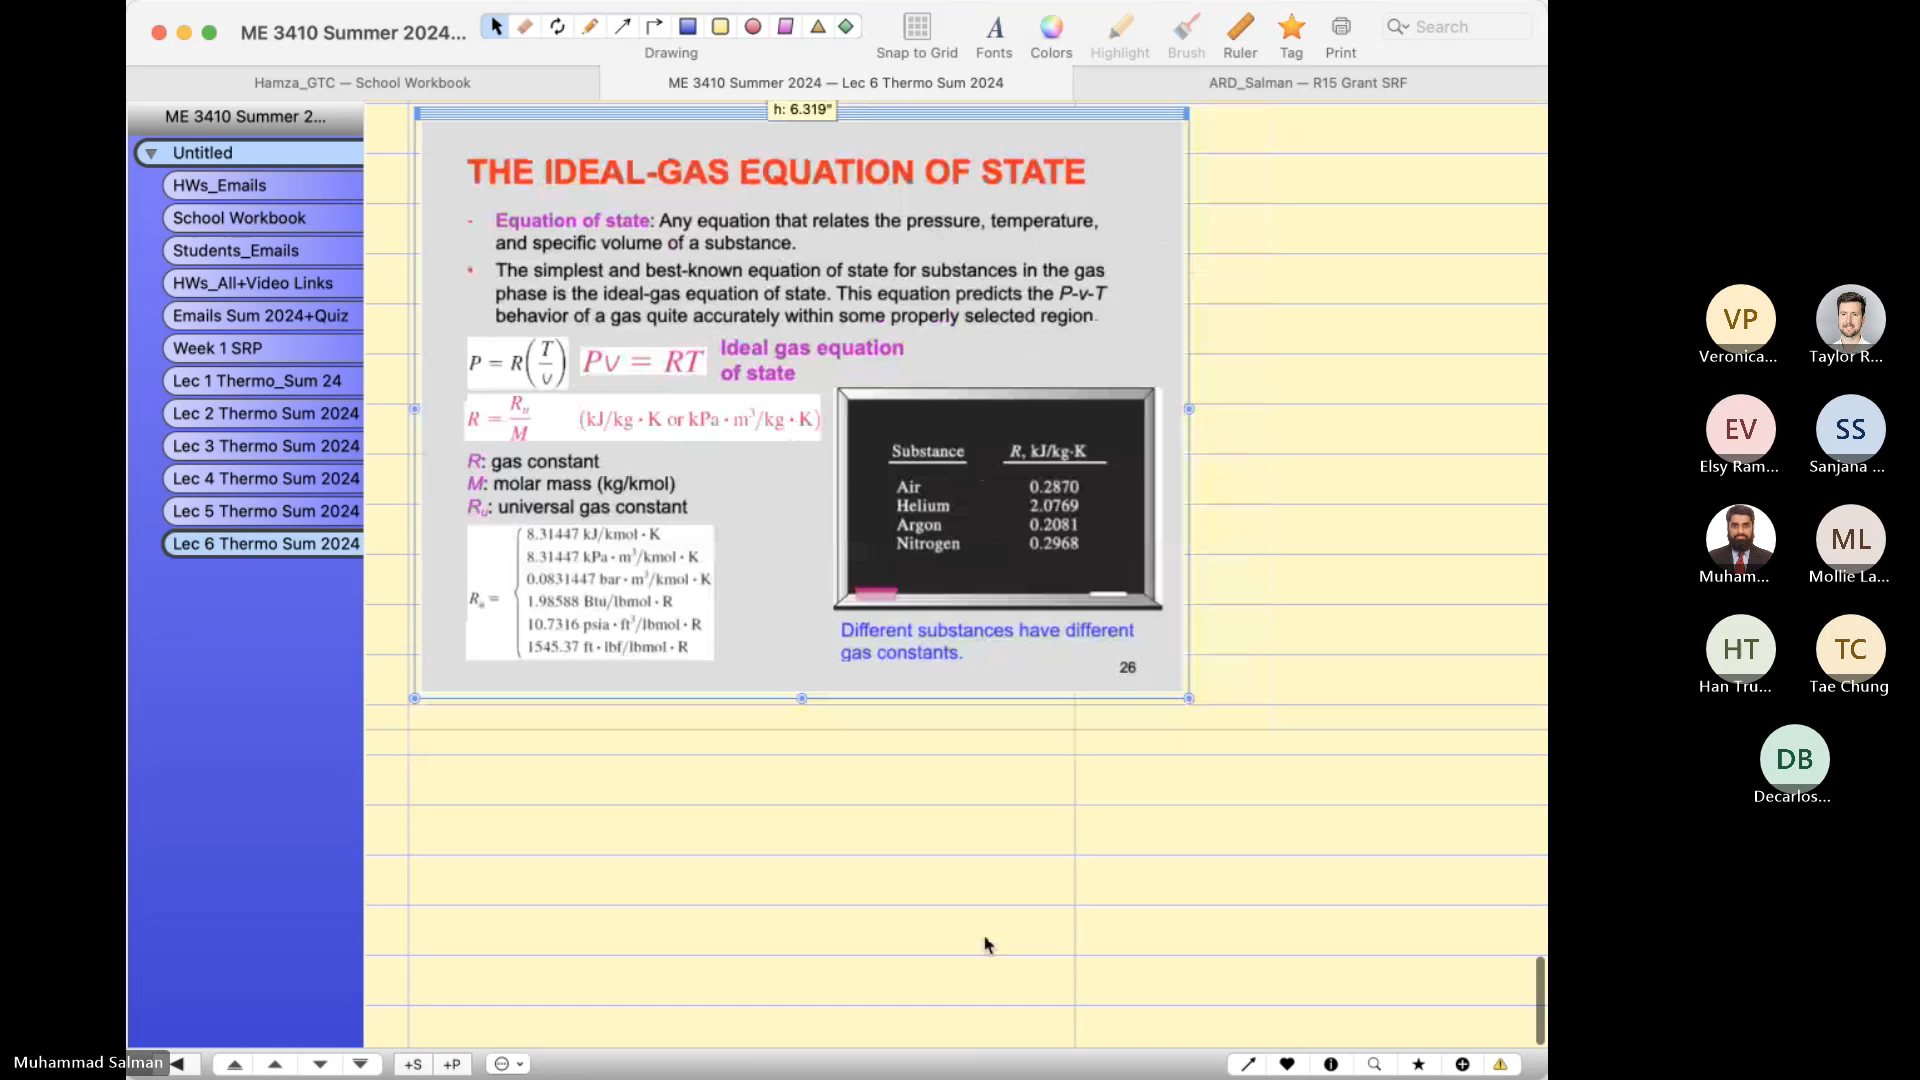 ME 3410 Summer 2024...
Drawing
Snap to Grid
Fonts
Colors
Highlight
Brush
Ruler
Tag
Print
Search
Hamza_GTC — School Workbook
ME 3410 Summer 2024 — Lec 6 Thermo Sum 2024
ARD_Salman — R15 Grant SRF
ME 3410 Summer 2...
Untitled
HWs_Emails
School Workbook
Students_Emails
HWs_All+Video Links
Emails Sum 2024+Quiz
Week 1 SRP
Lec 1 Thermo_Sum 24
Lec 2 Thermo Sum 2024
Lec 3 Thermo Sum 2024
Lec 4 Thermo Sum 2024
Lec 5 Thermo Sum 2024
Lec 6 Thermo Sum 2024
h: 6.319"
THE IDEAL-GAS EQUATION OF STATE
- Equation of state: Any equation that relates the pressure, temperature,
and specific volume of a substance.
• The simplest and best-known equation of state for substances in the gas
phase is the ideal-gas equation of state. This equation predicts the P-v-T
behavior of a gas quite accurately within some properly selected region.
P = R(T/v) Pv = RT Ideal gas equation
of state
R = Rᵤ/M (kJ/kg · K or kPa · m³/kg · K)
R: gas constant
M: molar mass (kg/kmol)
Rᵤ: universal gas constant
Rᵤ =
8.31447 kJ/kmol · K
8.31447 kPa · m³/kmol · K
0.0831447 bar · m³/kmol · K
1.98588 Btu/lbmol · R
10.7316 psia · ft³/lbmol · R
1545.37 ft · lbf/lbmol · R
Substance R, kJ/kg·K
Air 0.2870
Helium 2.0769
Argon 0.2081
Nitrogen 0.2968
Different substances have different
gas constants.
26
+S +P
VP
Veronica...
Taylor R...
EV
Elsy Ram...
SS
Sanjana ...
Muham...
ML
Mollie La...
HT
Han Tru...
TC
Tae Chung
DB
Decarlos...
Muhammad Salman